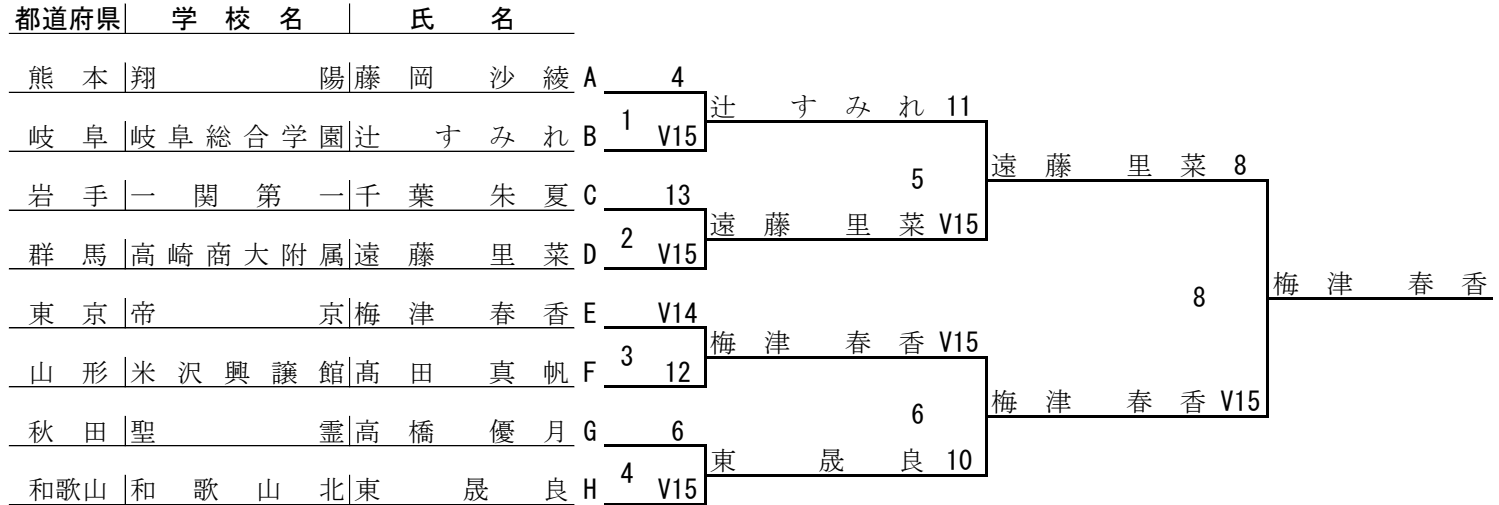 都道府県 学校名 氏名
熊本 翔陽 藤岡沙綾 A 4
辻すみれ 11
1
岐阜 岐阜総合学園 辻すみれ B V15
遠藤里菜 8
5
岩手 一関第一 千葉朱夏 C 13
遠藤里菜 V15
2
群馬 高崎商大附属 遠藤里菜 D V15
梅津春香
8
東京 帝京 梅津春香 E V14
梅津春香 V15
3
山形 米沢興譲館 髙田真帆 F 12
梅津春香 V15
6
秋田 聖霊 高橋優月 G 6
東晟良 10
4
和歌山 和歌山北 東晟良 H V15